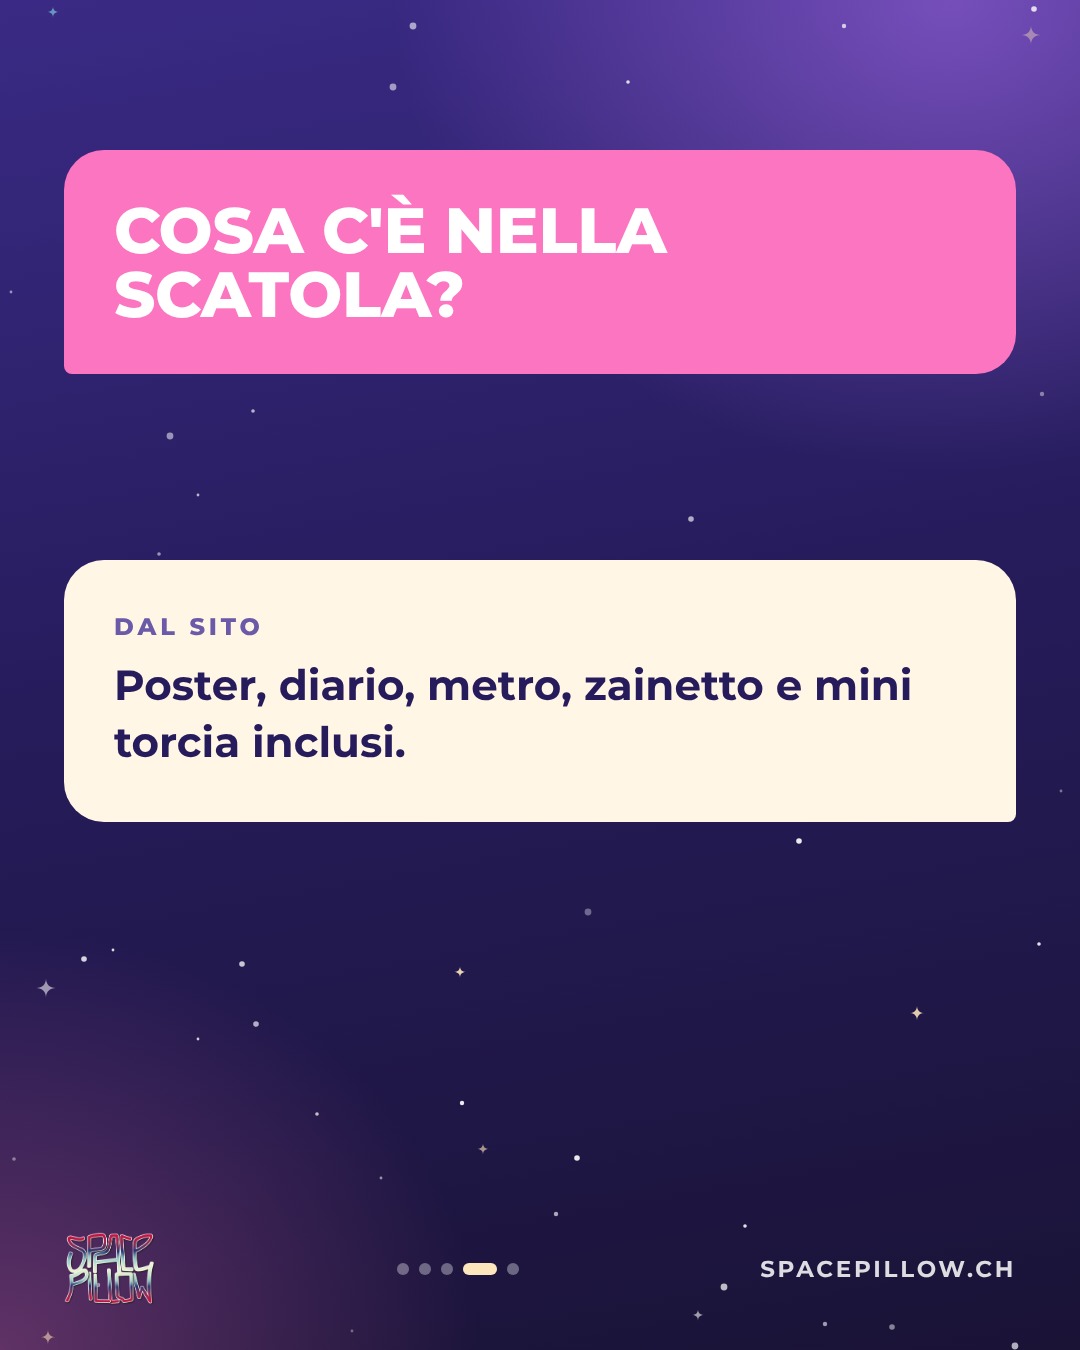 COSA C'È NELLA
SCATOLA?
DAL SITO
Poster, diario, metro, zainetto e mini
torcia inclusi.
SPACE
PILLOW
SPACEPILLOW.CH